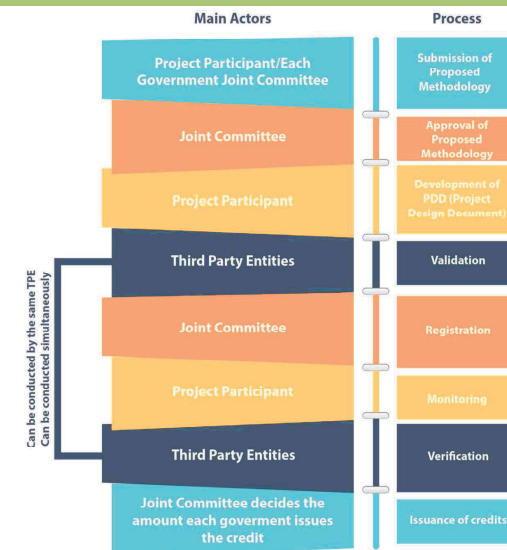 Main Actors
Process
Project Participant/Each
Government Joint Committee
Submission of
Proposed
Methodology
Joint Committee
Approval of
Proposed
Methodology
Project Participant
Development of
PDD (Project
Design Document)
Third Party Entities
Validation
Can be conducted by the same TPE
Can be conducted simultaneously
Joint Committee
Registration
Project Participant
Monitoring
Third Party Entities
Verification
Joint Committee decides the
amount each goverment issues
the credit
Issuance of credits